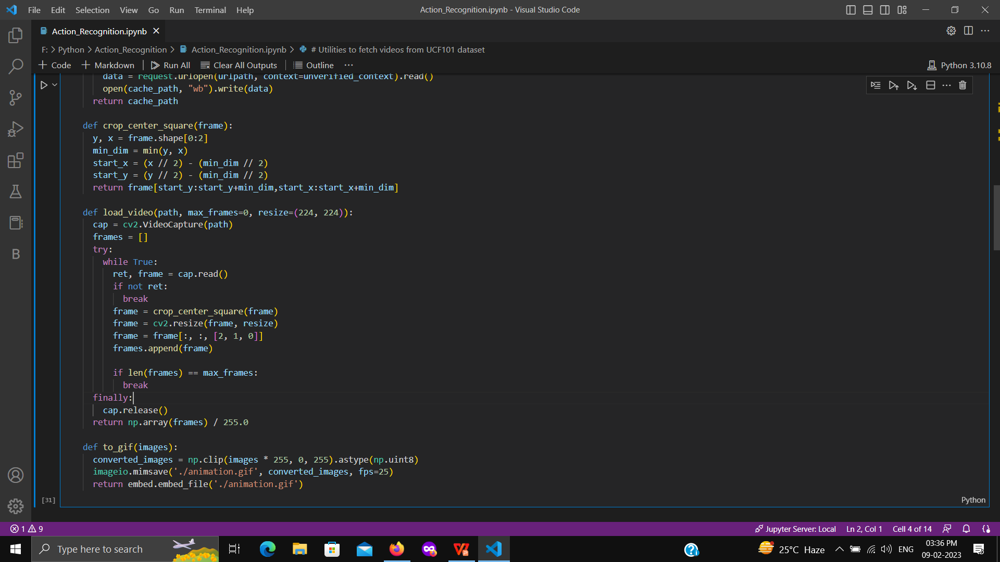 File Edit Selection View Go Run Terminal Help
Action_Recognition.ipynb - Visual Studio Code
Action_Recognition.ipynb
F: > Python > Action_Recognition > Action_Recognition.ipynb > # Utilities to fetch videos from UCF101 dataset
+ Code + Markdown | Run All Clear All Outputs | Outline ···
Python 3.10.8
data = request.urlopen(urlpath, context=unverified_context).read()
open(cache_path, "wb").write(data)
return cache_path
def crop_center_square(frame):
y, x = frame.shape[0:2]
min_dim = min(y, x)
start_x = (x // 2) - (min_dim // 2)
start_y = (y // 2) - (min_dim // 2)
return frame[start_y:start_y+min_dim,start_x:start_x+min_dim]
def load_video(path, max_frames=0, resize=(224, 224)):
cap = cv2.VideoCapture(path)
frames = []
try:
while True:
ret, frame = cap.read()
if not ret:
break
frame = crop_center_square(frame)
frame = cv2.resize(frame, resize)
frame = frame[:, :, [2, 1, 0]]
frames.append(frame)
if len(frames) == max_frames:
break
finally:
cap.release()
return np.array(frames) / 255.0
def to_gif(images):
converted_images = np.clip(images * 255, 0, 255).astype(np.uint8)
imageio.mimsave('./animation.gif', converted_images, fps=25)
return embed.embed_file('./animation.gif')
[31]
Python
B
1 9
Jupyter Server: Local Ln 2, Col 1 Cell 4 of 14
Type here to search
25°C Haze
ENG
03:36 PM
09-02-2023